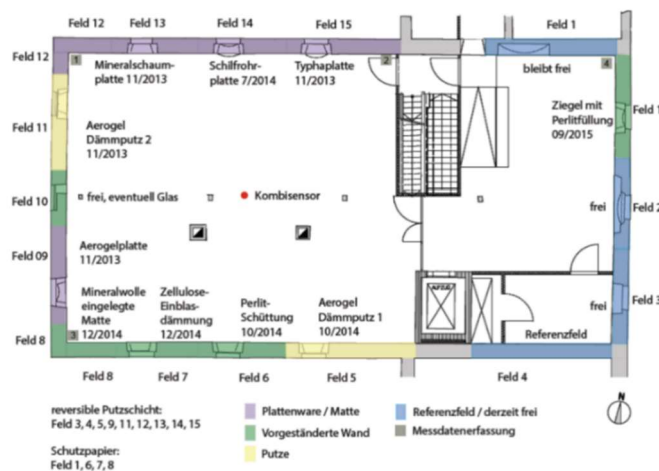 Feld 12
Feld 13
Feld 14
Feld 15
Feld 1
Feld 12
1
2
4
Mineralschaum-
platte 11/2013
Schilfrohr-
platte 7/2014
Typhaplatte
11/2013
bleibt frei
Ziegel mit
Perlitfüllung
09/2015
Feld 1
Feld 11
Aerogel
Dämmputz 2
11/2013
Feld 10
frei, eventuell Glas
Kombisensor
frei
Feld 2
Feld 09
Aerogelplatte
11/2013
Mineralwolle
eingelegte
Matte
12/2014
Zellulose-
Einblas-
dämmung
12/2014
Perlit-
Schüttung
10/2014
Aerogel
Dämmputz 1
10/2014
frei
Feld 3
Referenzfeld
3
Feld 8
Feld 8
Feld 7
Feld 6
Feld 5
Feld 4
reversible Putzschicht:
Feld 3, 4, 5, 9, 11, 12, 13, 14, 15
Schutzpapier:
Feld 1, 6, 7, 8
Plattenware / Matte
Vorgeständerte Wand
Putze
Referenzfeld / derzeit frei
Messdatenerfassung
N